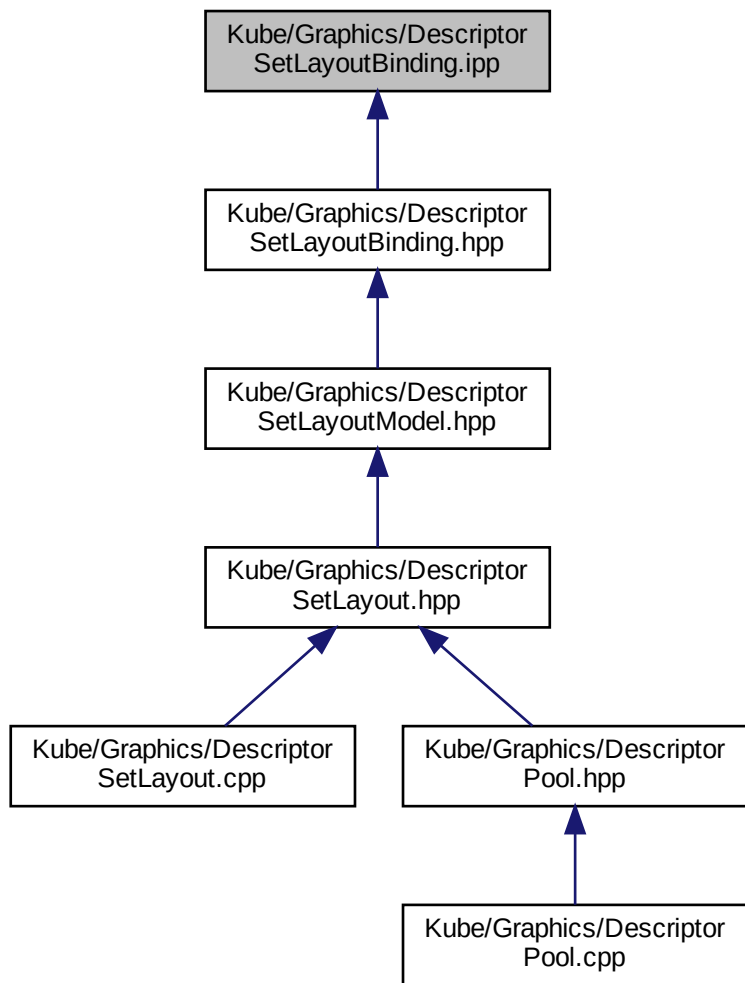 Kube/Graphics/Descriptor
SetLayoutBinding.ipp
Kube/Graphics/Descriptor
SetLayoutBinding.hpp
Kube/Graphics/Descriptor
SetLayoutModel.hpp
Kube/Graphics/Descriptor
SetLayout.hpp
Kube/Graphics/Descriptor
SetLayout.cpp
Kube/Graphics/Descriptor
Pool.hpp
Kube/Graphics/Descriptor
Pool.cpp